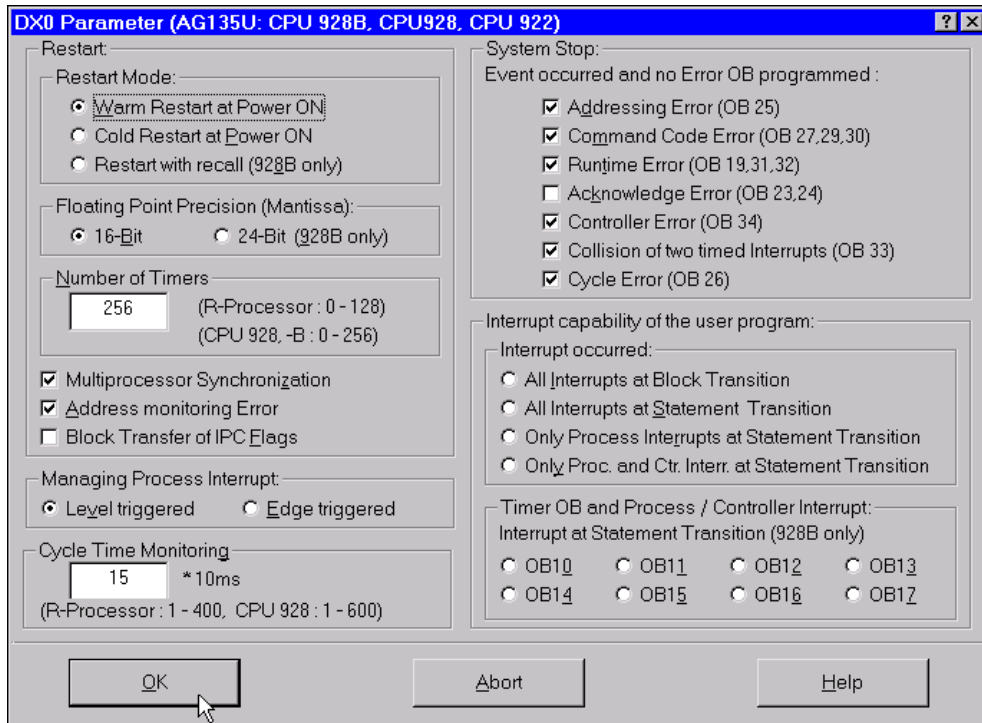 DX0 Parameter (AG135U: CPU 928B, CPU928, CPU 922)
Restart:
Restart Mode:
Warm Restart at Power ON
Cold Restart at Power ON
Restart with recall (928B only)
Floating Point Precision (Mantissa):
16-Bit
24-Bit (928B only)
Number of Timers
256
(R-Processor : 0 - 128)
(CPU 928, -B : 0 - 256)
Multiprocessor Synchronization
Address monitoring Error
Block Transfer of IPC Flags
Managing Process Interrupt:
Level triggered
Edge triggered
Cycle Time Monitoring
15
* 10ms
(R-Processor : 1 - 400, CPU 928 : 1 - 600)
System Stop:
Event occurred and no Error OB programmed :
Addressing Error (OB 25)
Command Code Error (OB 27,29,30)
Runtime Error (OB 19,31,32)
Acknowledge Error (OB 23,24)
Controller Error (OB 34)
Collision of two timed Interrupts (OB 33)
Cycle Error (OB 26)
Interrupt capability of the user program:
Interrupt occurred:
All Interrupts at Block Transition
All Interrupts at Statement Transition
Only Process Interrupts at Statement Transition
Only Proc. and Ctr. Interr. at Statement Transition
Timer OB and Process / Controller Interrupt:
Interrupt at Statement Transition (928B only)
OB10 OB11 OB12 OB13
OB14 OB15 OB16 OB17
OK
Abort
Help